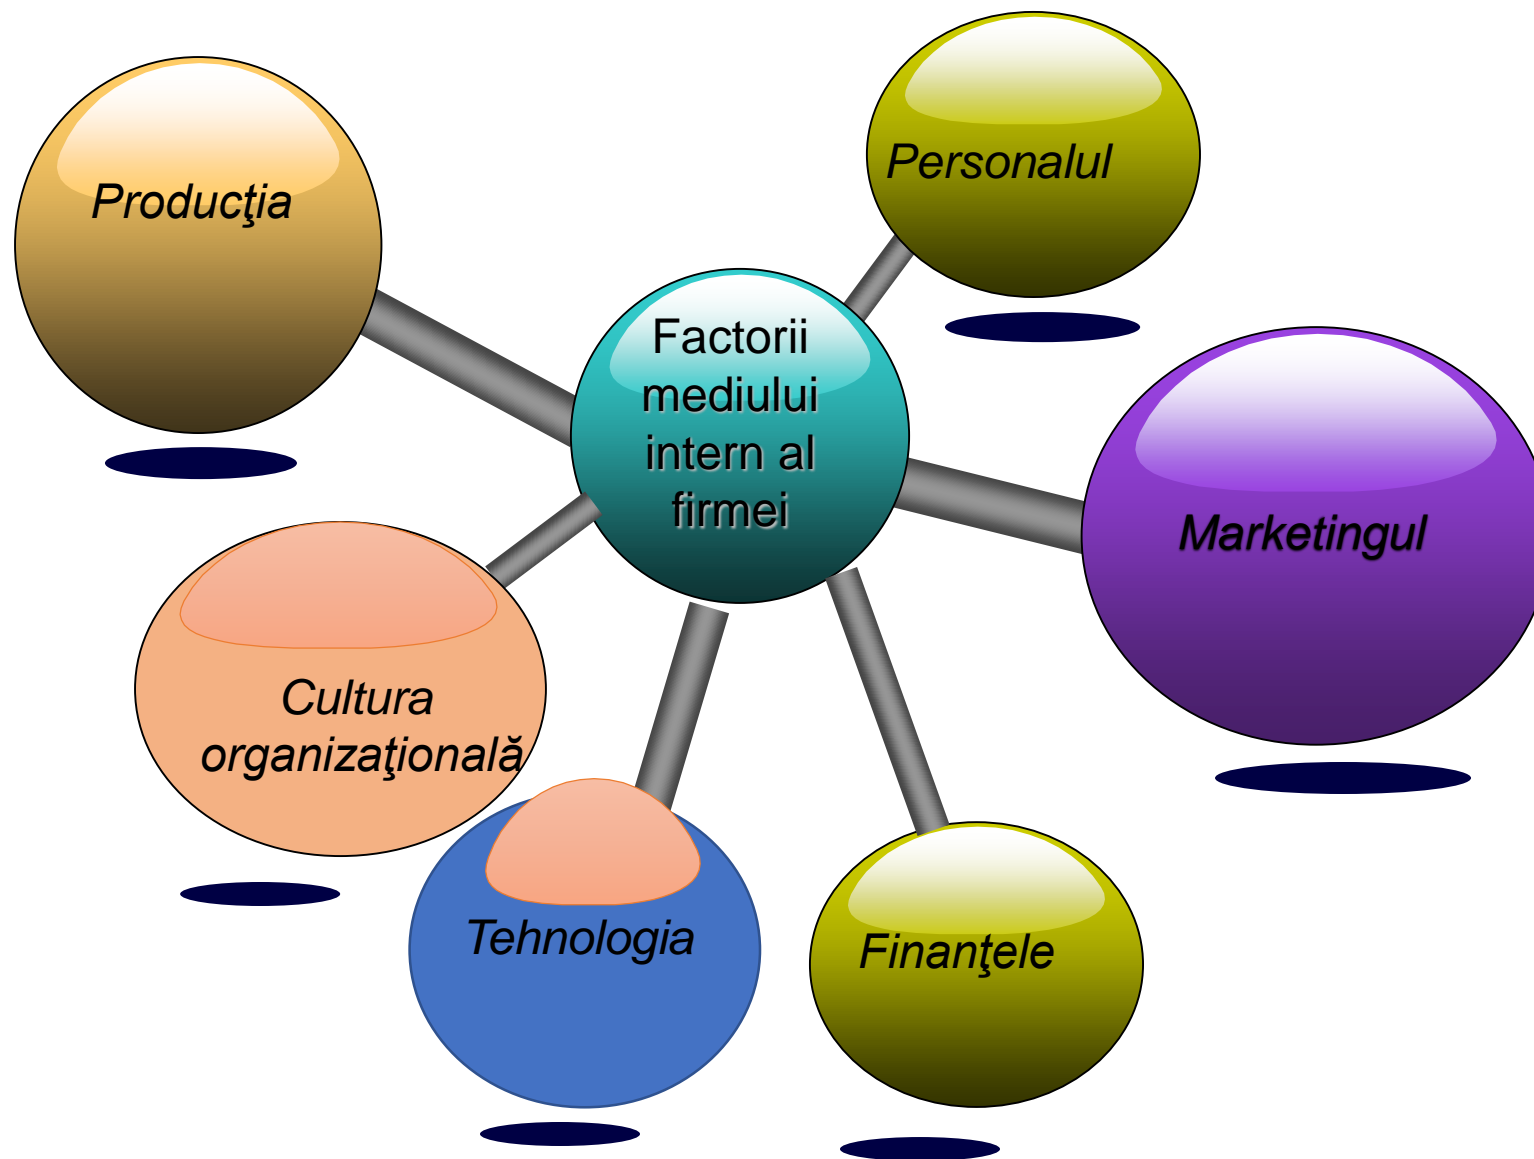 Producţia
Personalul
Factorii
mediului
intern al
firmei
Marketingul
Cultura
organizaţională
Tehnologia
Finanţele